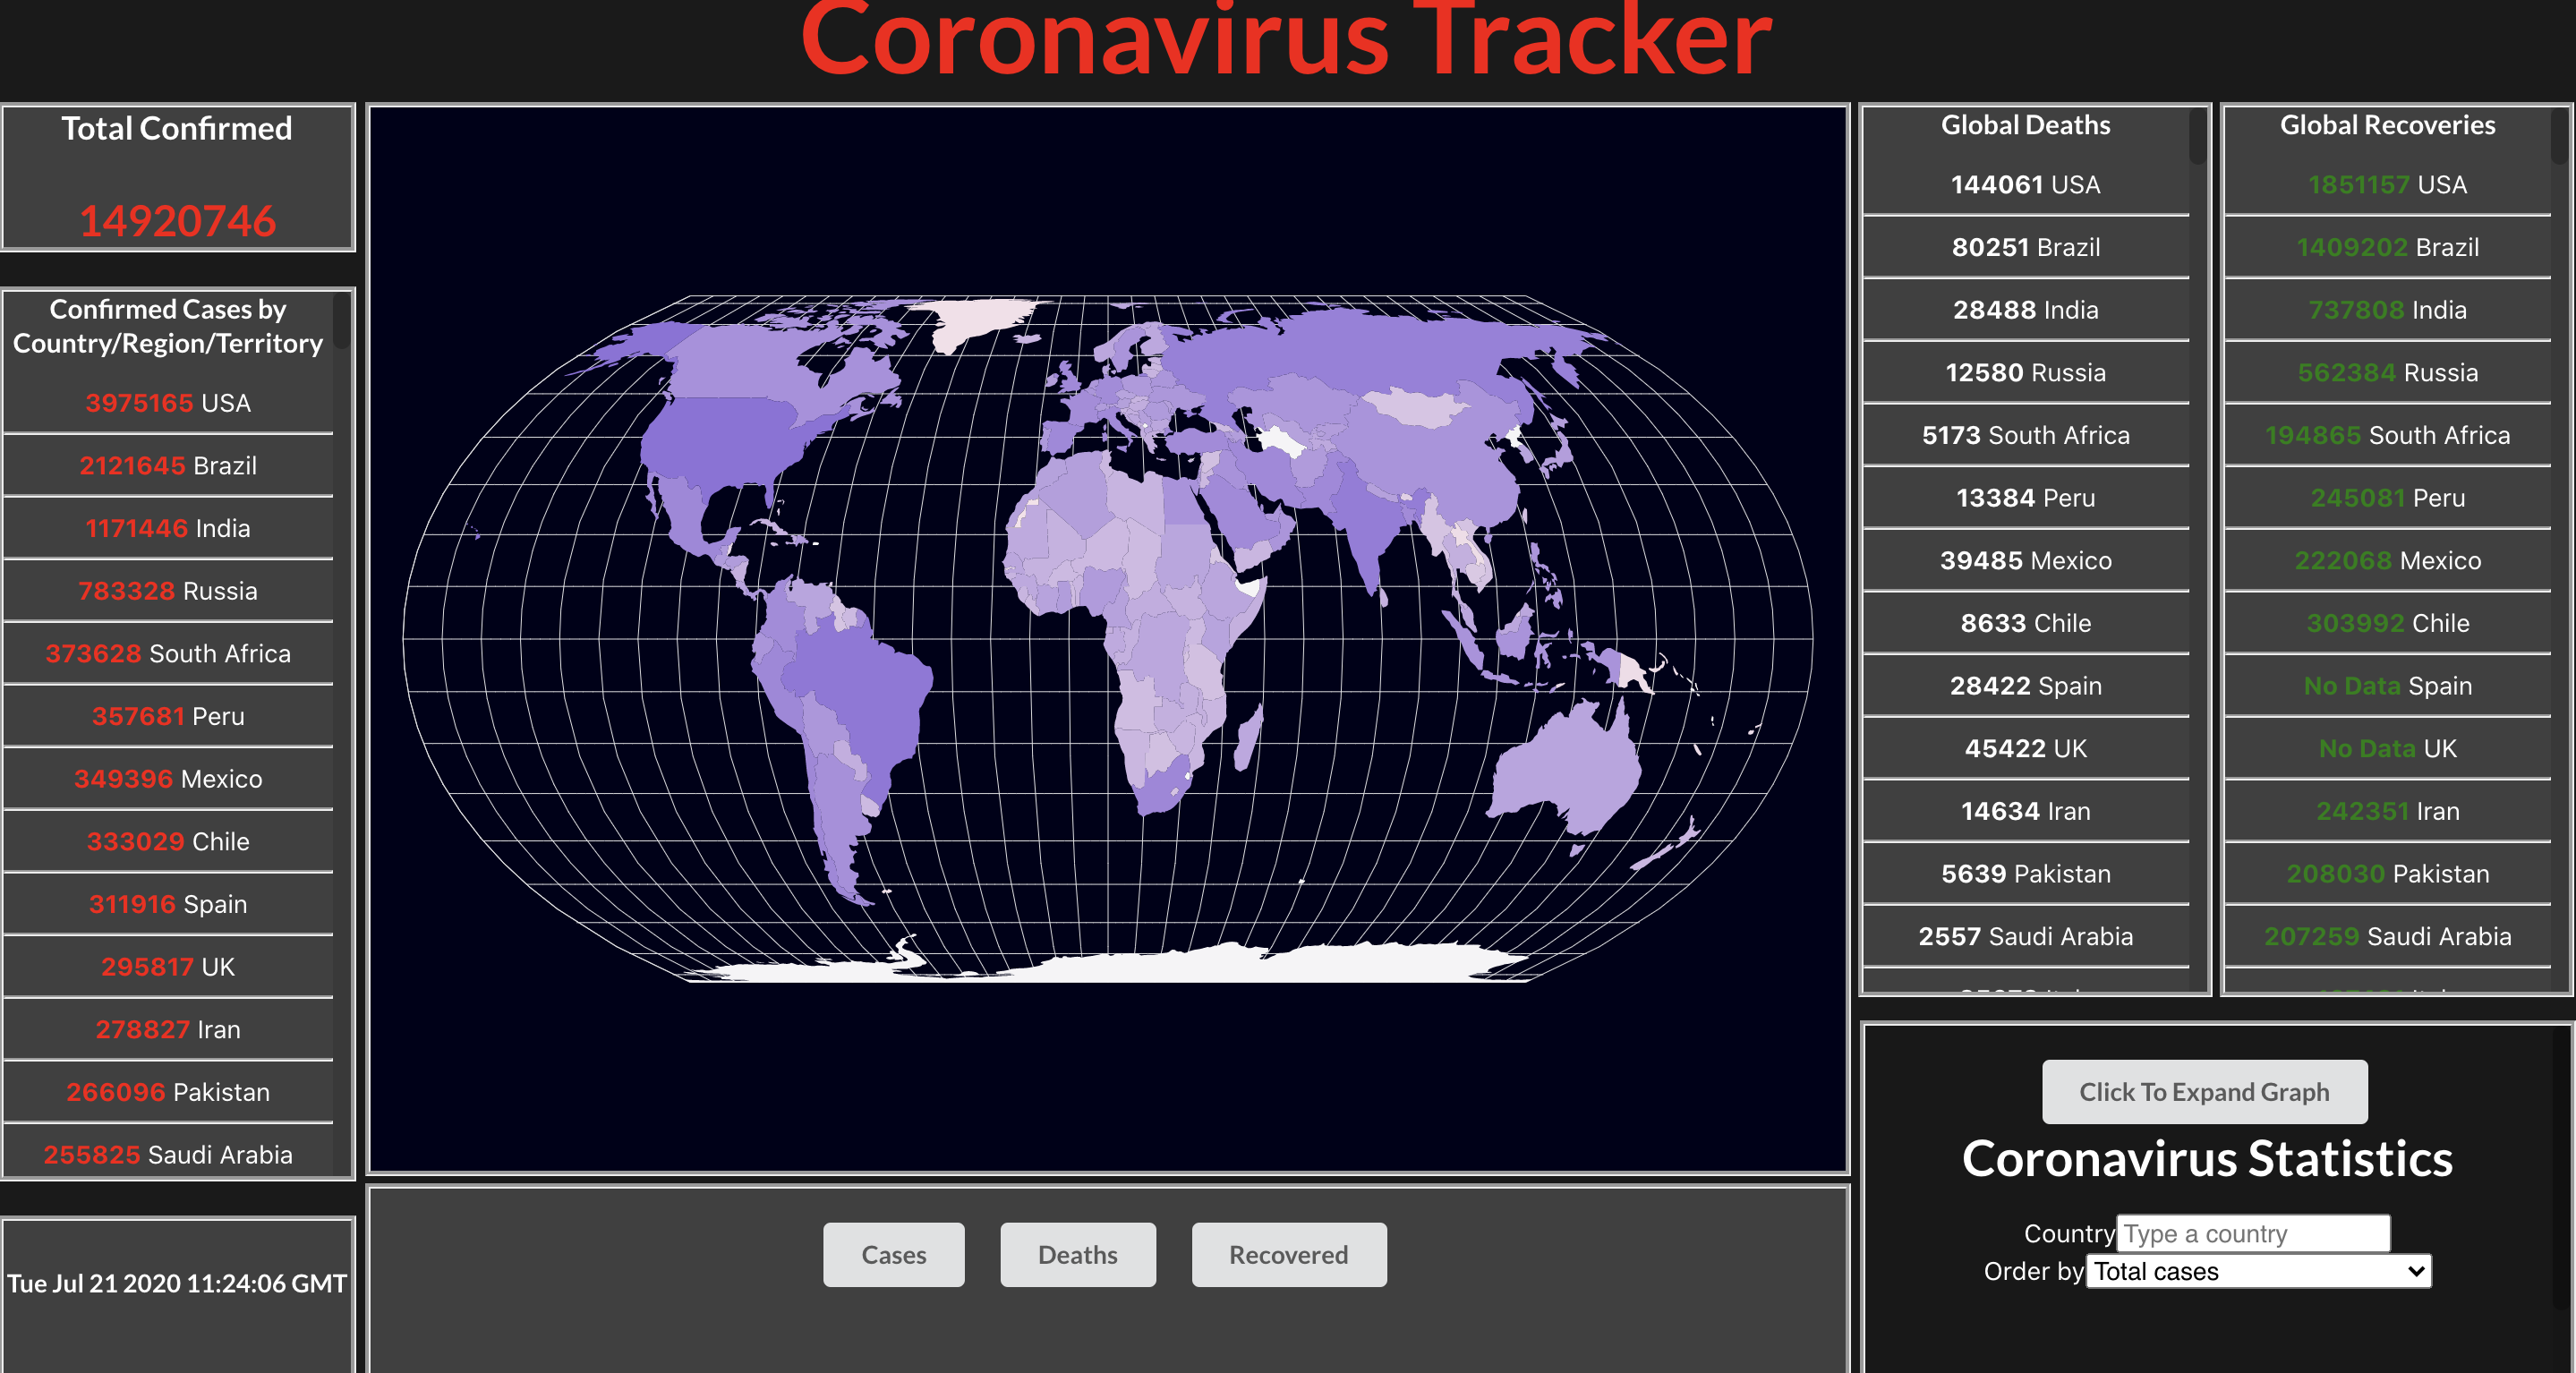 Coronavirus Tracker
Total Confirmed
14920746
Confirmed Cases by
Country/Region/Territory
3975165 USA
2121645 Brazil
1171446 India
783328 Russia
373628 South Africa
357681 Peru
349396 Mexico
333029 Chile
311916 Spain
295817 UK
278827 Iran
266096 Pakistan
255825 Saudi Arabia
Tue Jul 21 2020 11:24:06 GMT
Cases
Deaths
Recovered
Global Deaths
144061 USA
80251 Brazil
28488 India
12580 Russia
5173 South Africa
13384 Peru
39485 Mexico
8633 Chile
28422 Spain
45422 UK
14634 Iran
5639 Pakistan
2557 Saudi Arabia
Global Recoveries
1851157 USA
1409202 Brazil
737808 India
562384 Russia
194865 South Africa
245081 Peru
222068 Mexico
303992 Chile
No Data Spain
No Data UK
242351 Iran
208030 Pakistan
207259 Saudi Arabia
Click To Expand Graph
Coronavirus Statistics
Country Type a country
Order by Total cases